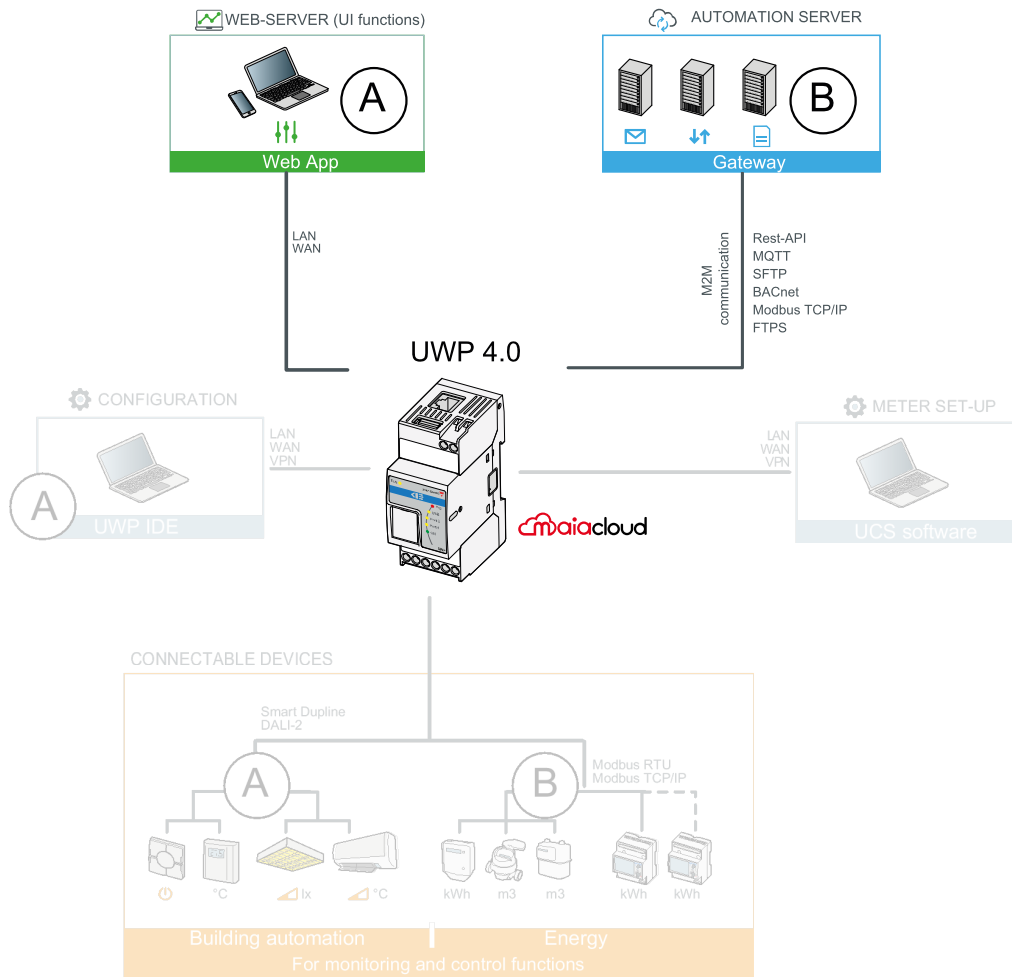 WEB-SERVER (UI functions)
AUTOMATION SERVER
A
B
Web App
Gateway
LAN
WAN
M2M
communication
Rest-API
MQTT
SFTP
BACnet
Modbus TCP/IP
FTPS
UWP 4.0
CONFIGURATION
METER SET-UP
LAN
WAN
VPN
LAN
WAN
VPN
A
UWP IDE
UCS software
maiacloud
CONNECTABLE DEVICES
Smart Dupline
DALI-2
Modbus RTU
Modbus TCP/IP
A
B
°C
lx
°C
kWh
m3
m3
kWh
kWh
Building automation
Energy
For monitoring and control functions